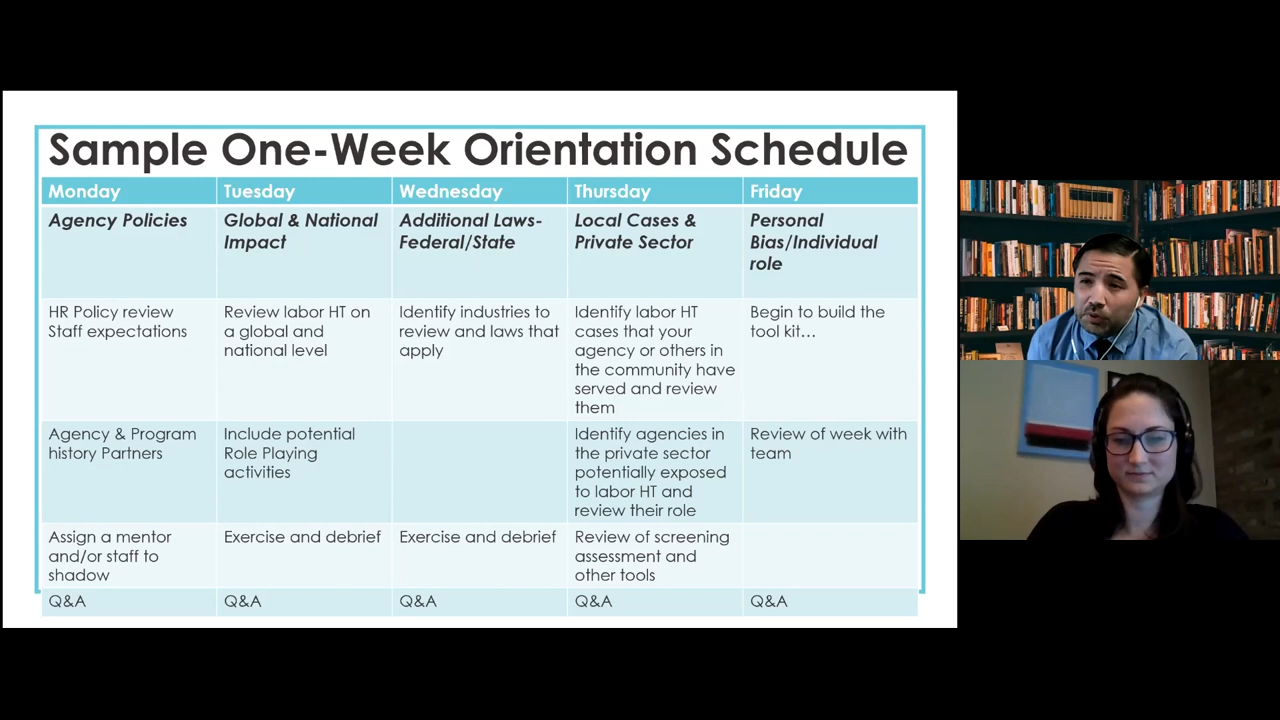 Sample One-Week Orientation Schedule
Monday
Tuesday
Wednesday
Thursday
Friday
Agency Policies
Global & National
Impact
Additional Laws-
Federal/State
Local Cases &
Private Sector
Personal
Bias/Individual
role
HR Policy review
Staff expectations
Review labor HT on
a global and
national level
Identify industries to
review and laws that
apply
Identify labor HT
cases that your
agency or others in
the community have
served and review
them
Begin to build the
tool kit…
Agency & Program
history Partners
Include potential
Role Playing
activities
Identify agencies in
the private sector
potentially exposed
to labor HT and
review their role
Review of week with
team
Assign a mentor
and/or staff to
shadow
Exercise and debrief
Exercise and debrief
Review of screening
assessment and
other tools
Q&A
Q&A
Q&A
Q&A
Q&A